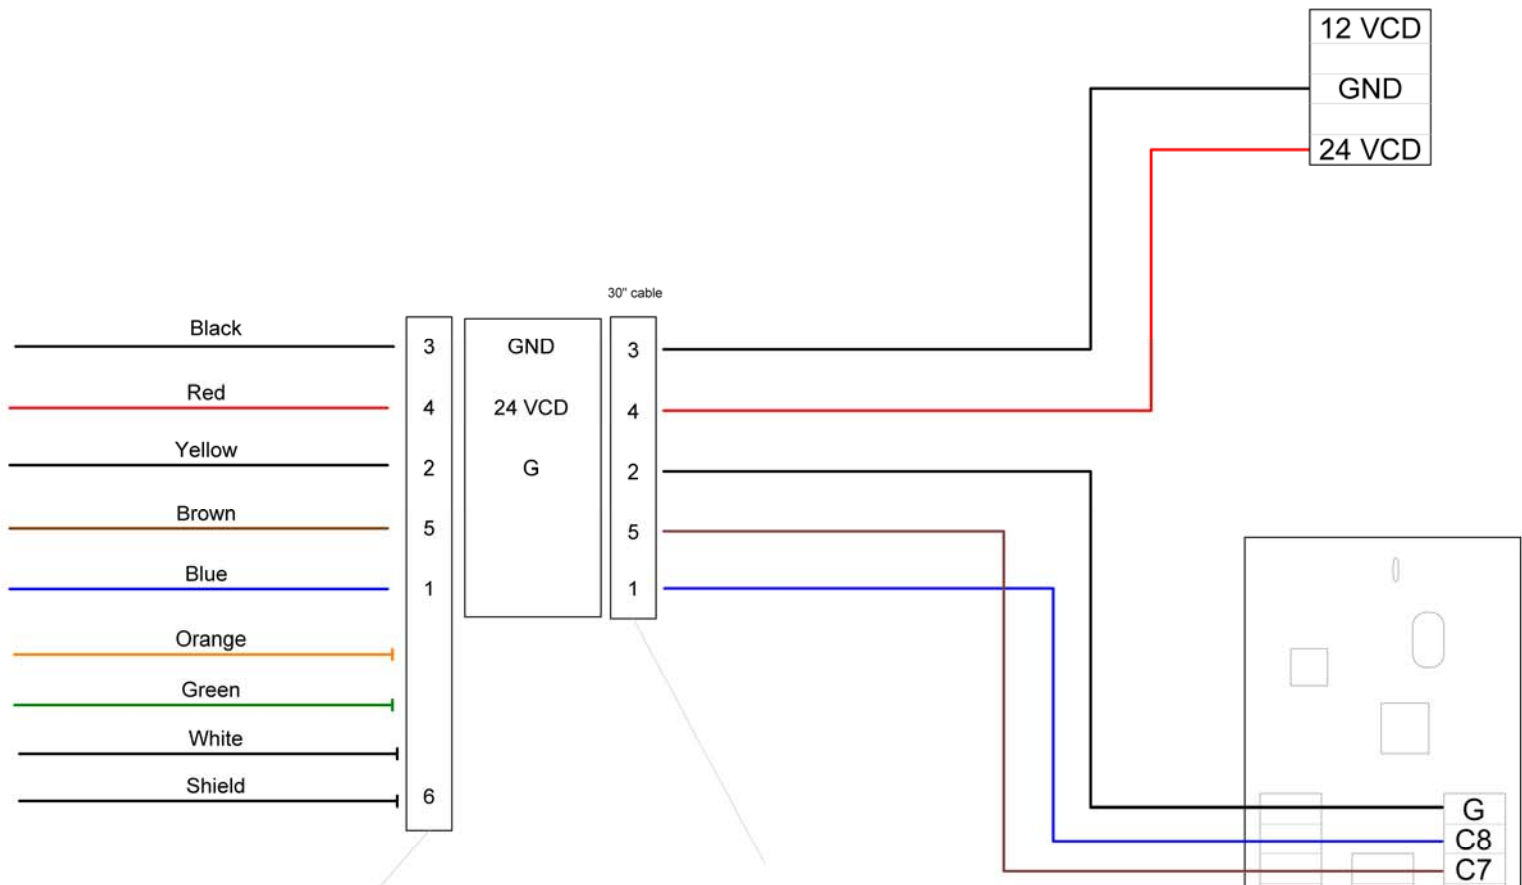 12 VCD
GND
24 VCD
30" cable
Black
3
GND
3
Red
4
24 VCD
4
Yellow
2
G
2
Brown
5
5
Blue
1
1
Orange
Green
White
Shield
6
G
C8
C7